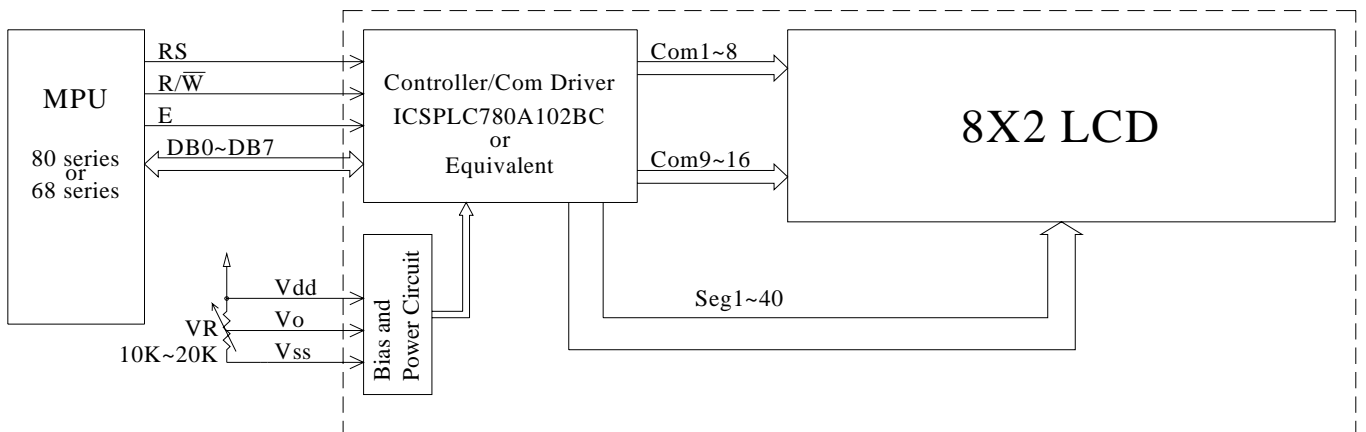 MPU
80 series
or
68 series
RS
R/W̅
E
DB0~DB7
Controller/Com Driver
ICSPLC780A102BC
or
Equivalent
Com1~8
Com9~16
8X2 LCD
Seg1~40
Vdd
Vo
Vss
VR
10K~20K
Bias and
Power Circuit